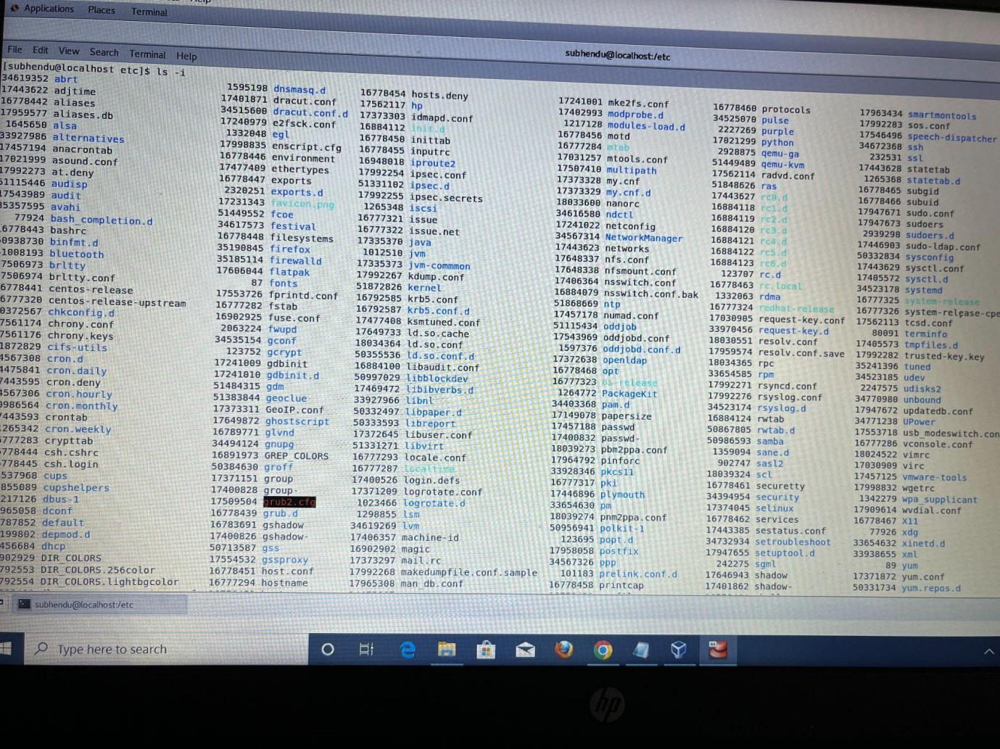 Help
Applications Places Terminal
File Edit View Search Terminal Help
subhendu@localhost:/etc
[subhendu@localhost etc]$ ls -i
34619352 abrt
17443622 adjtime
16778442 aliases
17959577 aliases.db
1645650 alsa
33927986 alternatives
17457194 anacrontab
17021999 asound.conf
17992273 at.deny
51115446 audisp
17543989 audit
35357595 avahi
77924 bash_completion.d
16778443 bashrc
50938730 binfmt.d
51008193 bluetooth
7506973 brltty
7506974 brltty.conf
6778441 centos-release
6777320 centos-release-upstream
0372567 chkconfig.d
7561174 chrony.conf
7561176 chrony.keys
1872829 cifs-utils
4567308 cron.d
4475841 cron.daily
7443595 cron.deny
4567306 cron.hourly
0986564 cron.monthly
7443593 crontab
1265342 cron.weekly
6777283 crypttab
6778444 csh.cshrc
6778445 csh.login
537968 cups
855089 cupshelpers
217126 dbus-1
965058 dconf
787852 default
199802 depmod.d
456684 dhcp
902929 DIR_COLORS
792553 DIR_COLORS.256color
792554 DIR_COLORS.lightbgcolor
1595198 dnsmasq.d
17401871 dracut.conf
34515600 dracut.conf.d
17240979 e2fsck.conf
1332048 egl
17998835 enscript.cfg
16778446 environment
17477409 ethertypes
16778447 exports
2320251 exports.d
17231343 favicon.png
51449552 fcoe
34617573 festival
16778448 filesystems
35190845 firefox
35185114 firewalld
17606044 flatpak
87 fonts
17553726 fprintd.conf
16777282 fstab
16902925 fuse.conf
2063224 fwupd
34535154 gconf
123752 gcrypt
17241009 gdbinit
17241010 gdbinit.d
51484315 gdm
51383844 geoclue
17373311 GeoIP.conf
17649872 ghostscript
16789771 glvnd
34494124 gnupg
16891973 GREP_COLORS
50384630 groff
17371151 group
17400828 group-
17509504 grub2.cfg
16778439 grub.d
16783691 gshadow
17400826 gshadow-
50713587 gss
17554532 gssproxy
16778451 host.conf
16777294 hostname
16778454 hosts.deny
17562117 hp
17373303 idmapd.conf
16884112 init.d
16778450 inittab
16778455 inputrc
16948018 iproute2
17992254 ipsec.conf
51331102 ipsec.d
17992255 ipsec.secrets
1265348 iscsi
16777321 issue
16777322 issue.net
17335370 java
1012510 jvm
17335373 jvm-commmon
17992267 kdump.conf
51872826 kernel
16792585 krb5.conf
16792587 krb5.conf.d
17477408 ksmtuned.conf
17649733 ld.so.cache
18034364 ld.so.conf
50355536 ld.so.conf.d
16884100 libaudit.conf
50997029 libblockdev
17469472 libibverbs.d
33927966 libnl
50332497 libpaper.d
50333593 libreport
17372645 libuser.conf
51331271 libvirt
16777293 locale.conf
16777287 localtime
17400526 login.defs
17371209 logrotate.conf
1023466 logrotate.d
1298855 lsm
34619269 lvm
17406357 machine-id
16902902 magic
17373297 mail.rc
17992268 makedumpfile.conf.sample
17965308 man_db.conf
17241001 mke2fs.conf
17402993 modprobe.d
1217128 modules-load.d
16778456 motd
16777284 mtab
17031257 mtools.conf
17507410 multipath
17373328 my.cnf
17373329 my.cnf.d
18033600 nanorc
34616580 ndctl
17241022 netconfig
34567314 NetworkManager
17443623 networks
17648337 nfs.conf
17648338 nfsmount.conf
17406364 nsswitch.conf
16884079 nsswitch.conf.bak
51868669 ntp
17457178 numad.conf
51115434 oddjob
17543969 oddjobd.conf
1597376 oddjobd.conf.d
17372638 openldap
16778468 opt
16777323 os-release
1264772 PackageKit
34403368 pam.d
17149078 papersize
17457188 passwd
17400832 passwd-
18039273 pbm2ppa.conf
17964792 pinforc
33928346 pkcs11
16777317 pki
17446896 plymouth
33654630 pm
18039274 pnm2ppa.conf
50956941 polkit-1
123695 popt.d
17958058 postfix
34567326 ppp
101183 prelink.conf.d
16778458 printcap
16778460 protocols
34525070 pulse
2227269 purple
17021299 python
2928875 qemu-ga
51449489 qemu-kvm
17562114 radvd.conf
51848626 ras
17443627 rc0.d
16884118 rc1.d
16884119 rc2.d
16884120 rc3.d
16884121 rc4.d
16884122 rc5.d
16884123 rc6.d
123707 rc.d
16778463 rc.local
1332063 rdma
16777324 redhat-release
17030905 request-key.conf
33970456 request-key.d
18030551 resolv.conf
17959574 resolv.conf.save
18034365 rpc
33654585 rpm
17992271 rsyncd.conf
17992276 rsyslog.conf
34523174 rsyslog.d
16884124 rwtab
50867805 rwtab.d
50986593 samba
1359094 sane.d
902747 sasl2
18039324 scl
16778461 securetty
34394954 security
17374045 selinux
16778462 services
17443385 sestatus.conf
34732934 setroubleshoot
17947655 setuptool.d
242275 sgml
17646943 shadow
17401862 shadow-
17963434 smartmontools
17992283 sos.conf
17546496 speech-dispatcher
34672368 ssh
232531 ssl
17443628 statetab
1265368 statetab.d
16778465 subgid
16778466 subuid
17947671 sudo.conf
17947673 sudoers
2939298 sudoers.d
17446903 sudo-ldap.conf
50332834 sysconfig
17443629 sysctl.conf
17405572 sysctl.d
34523178 systemd
16777325 system-release
16777326 system-release-cpe
17562113 tcsd.conf
80091 terminfo
17405573 tmpfiles.d
17992282 trusted-key.key
35241396 tuned
34523185 udev
2247575 udisks2
34770980 unbound
17947672 updatedb.conf
34771238 UPower
17553718 usb_modeswitch.con
16777286 vconsole.conf
18024522 vimrc
17030909 virc
17457125 vmware-tools
17998832 wgetrc
1342279 wpa_supplicant
17909614 wvdial.conf
16778467 X11
77926 xdg
33654632 xinetd.d
33938655 xml
89 yum
17371872 yum.conf
50331734 yum.repos.d
subhendu@localhost:/etc
Type here to search
hp